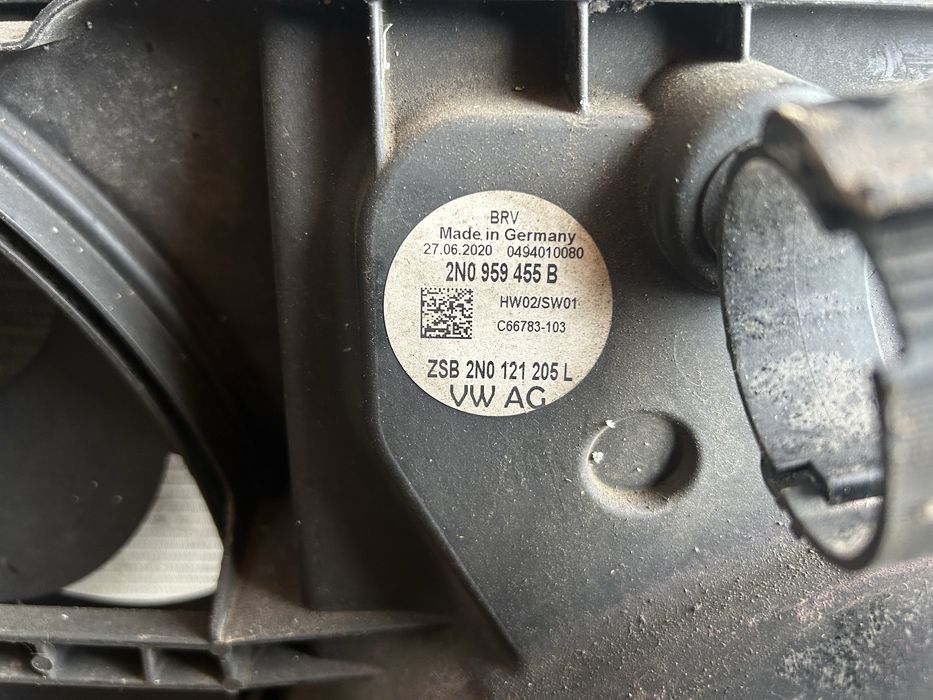 BRV
Made in Germany
27.06.2020 0494010080
2N0 959 455 B
HW02/SW01
C66783-103
ZSB 2N0 121 205 L
VW AG